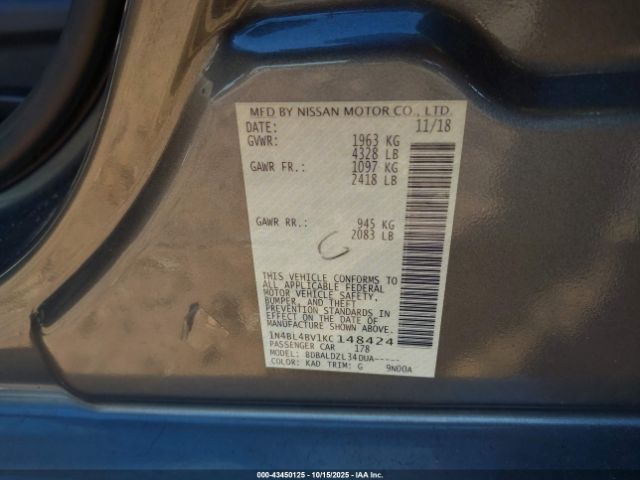 MFD BY NISSAN MOTOR CO., LTD.
DATE: 11/18
GVWR: 1963 KG
4328 LB
GAWR FR.: 1097 KG
2418 LB
GAWR RR.: 945 KG
2083 LB
THIS VEHICLE CONFORMS TO
ALL APPLICABLE FEDERAL
MOTOR VEHICLE SAFETY,
BUMPER, AND THEFT
PREVENTION STANDARDS IN
EFFECT ON THE DATE OF
MANUFACTURE SHOWN ABOVE.
1N4BL4BV1KC 148424
PASSENGER CAR 178
MODEL: BDBALDZL34DUA-----
COLOR: KAD TRIM: G 9N00A
000-43450125 - 10/15/2025 - IAA, Inc.